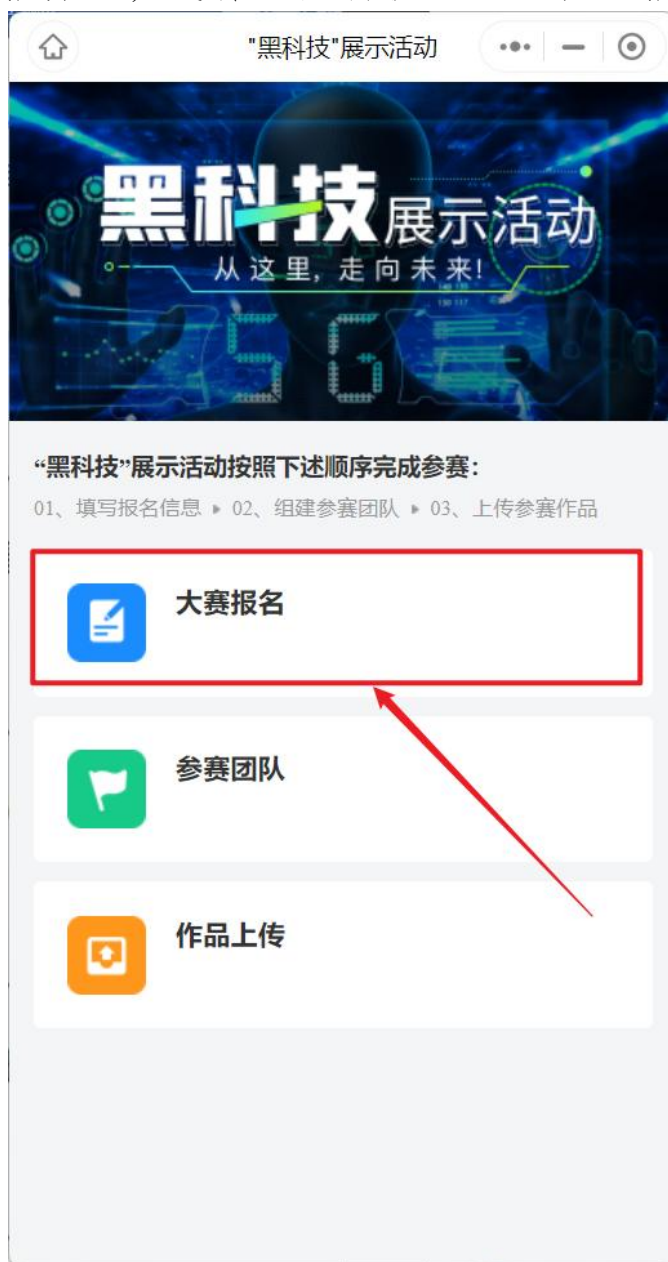 "黑科技"展示活动
黑科技展示活动
从这里，走向未来!
5G
“黑科技”展示活动按照下述顺序完成参赛：
01、填写报名信息 ▸ 02、组建参赛团队 ▸ 03、上传参赛作品
大赛报名
参赛团队
作品上传